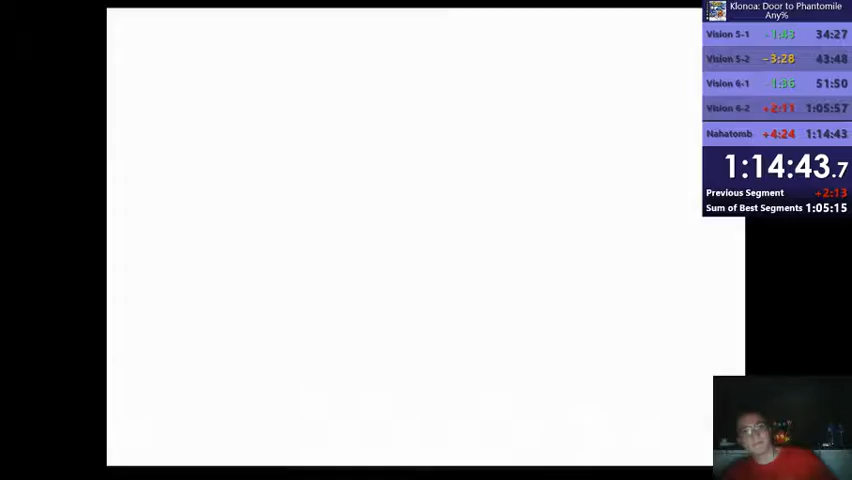 Klonoa: Door to Phantomile
Any%
Vision 5-1 -1:43 34:27
Vision 5-2 -3:28 43:48
Vision 6-1 -1:36 51:50
Vision 6-2 +2:11 1:05:57
Nahatomb +4:24 1:14:43
1:14:43.7
Previous Segment +2:13
Sum of Best Segments 1:05:15